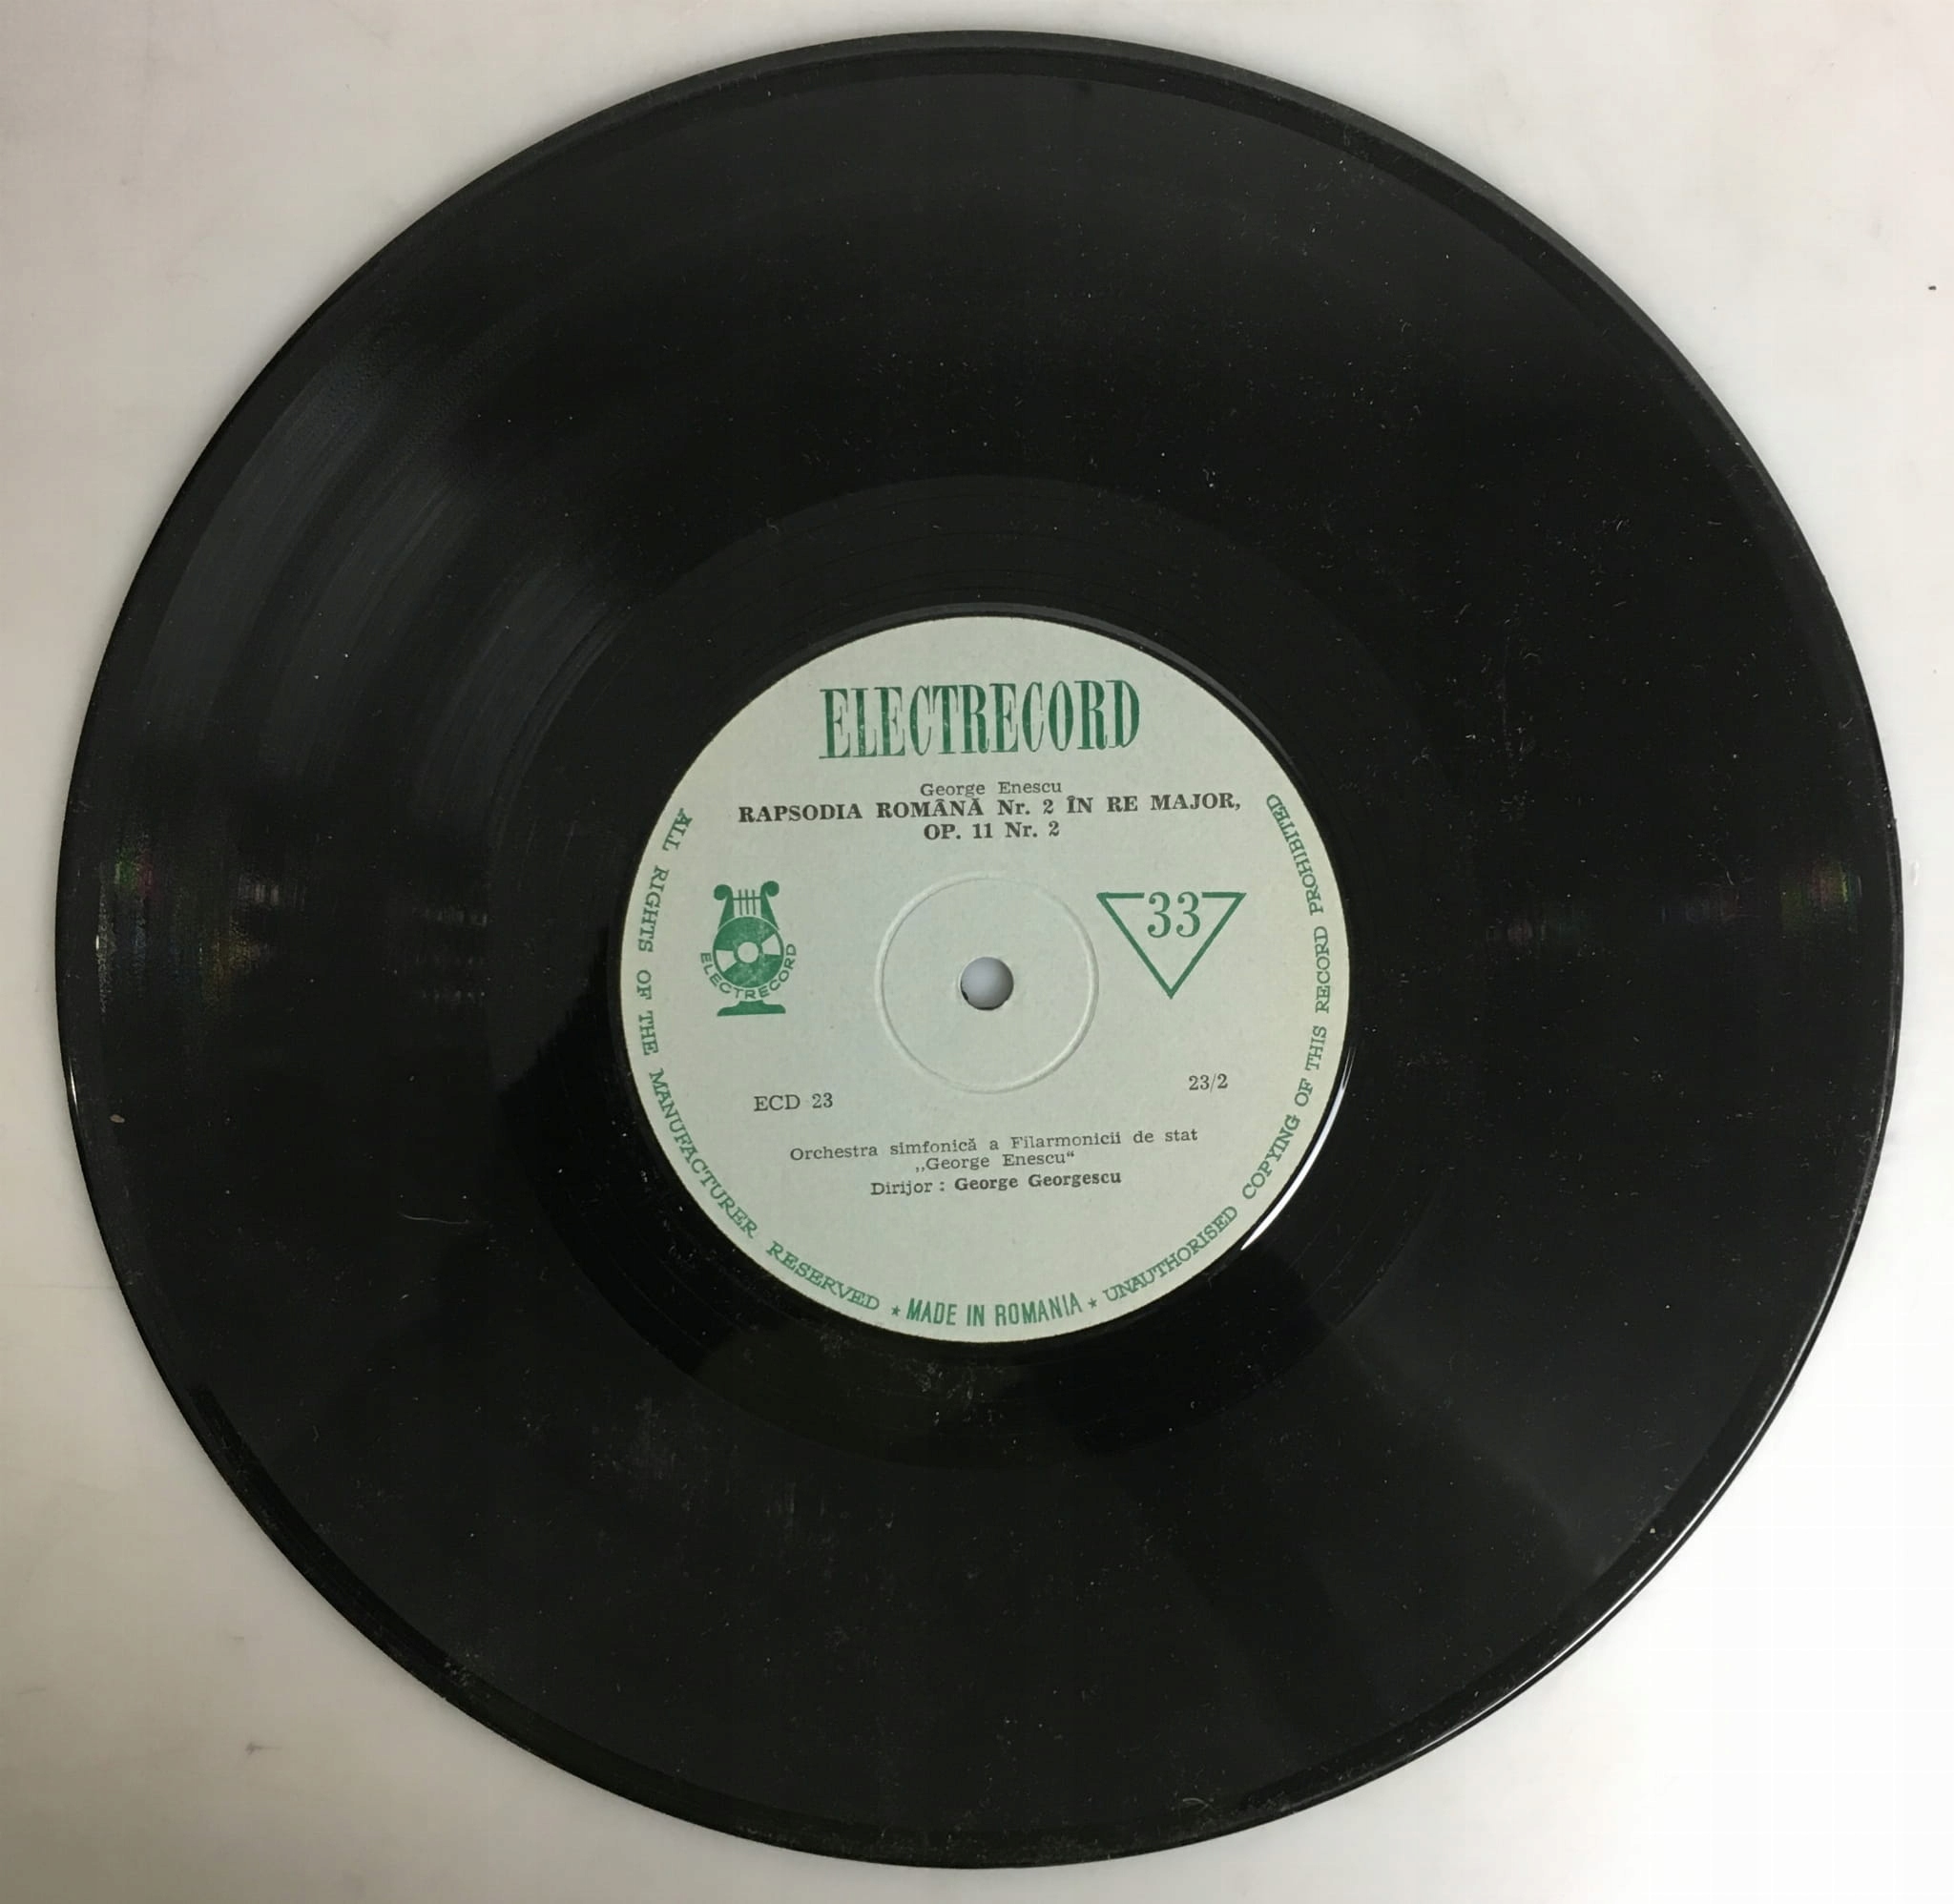 ELECTRECORD
George Enescu
RAPSODIA ROMÂNĂ Nr. 2 ÎN RE MAJOR,
OP. 11 Nr. 2
ELECTRECORD
33
ECD 23
23/2
Orchestra simfonică a Filarmonicii de stat
„George Enescu“
Dirijor : George Georgescu
ALL RIGHTS OF THE MANUFACTURER RESERVED ★ MADE IN ROMANIA ★ UNAUTHORISED COPYING OF THIS RECORD PROHIBITED